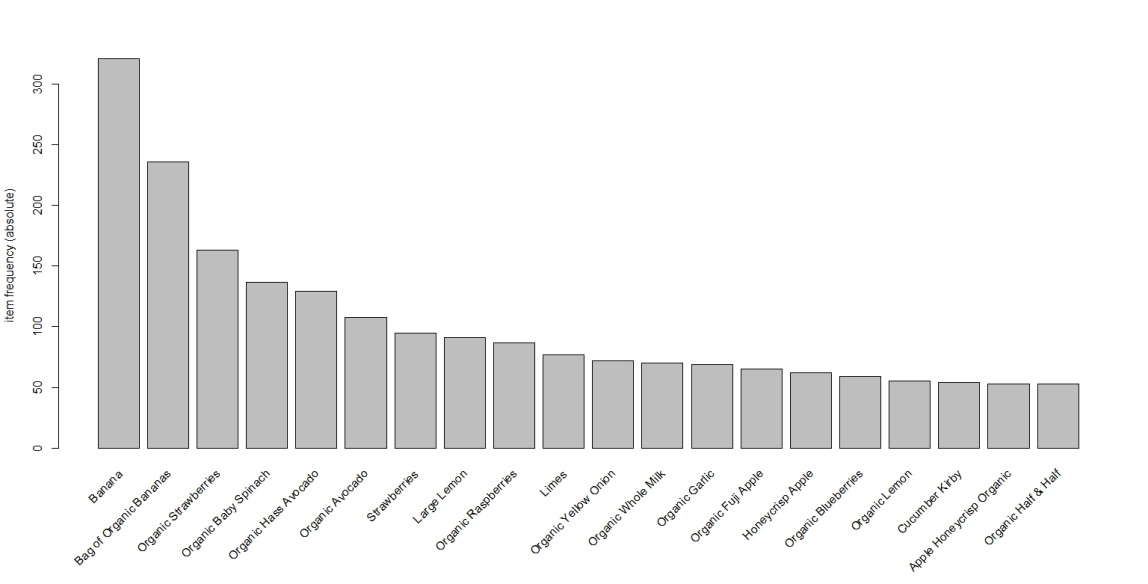 item frequency (absolute)
300
250
200
150
100
50
0
Banana
Bag of Organic Bananas
Organic Strawberries
Organic Baby Spinach
Organic Hass Avocado
Organic Avocado
Strawberries
Large Lemon
Organic Raspberries
Limes
Organic Yellow Onion
Organic Whole Milk
Organic Garlic
Organic Fuji Apple
Honeycrisp Apple
Organic Blueberries
Organic Lemon
Cucumber Kirby
Apple Honeycrisp Organic
Organic Half & Half